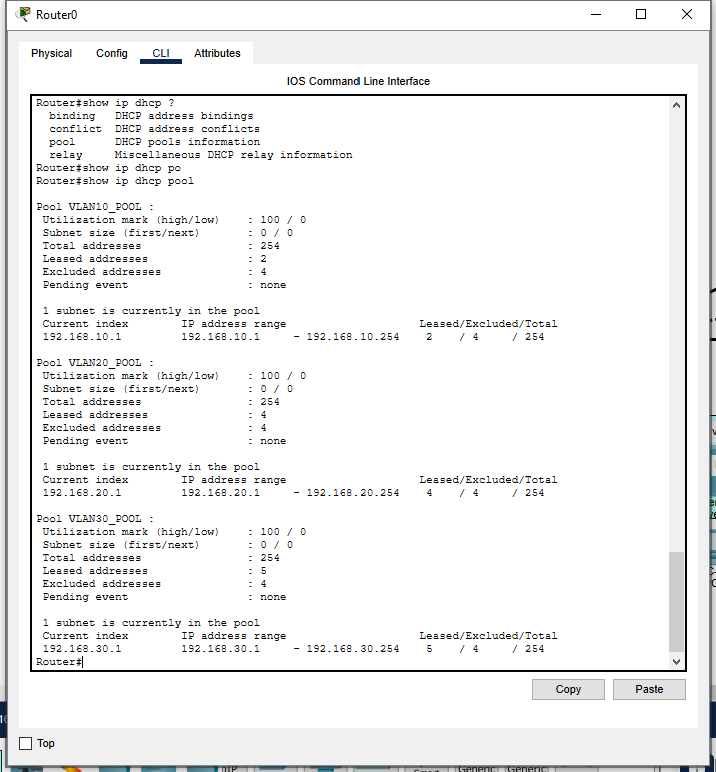 Router0
Physical Config CLI Attributes
IOS Command Line Interface
Router#show ip dhcp ?
binding DHCP address bindings
conflict DHCP address conflicts
pool DHCP pools information
relay Miscellaneous DHCP relay information
Router#show ip dhcp po
Router#show ip dhcp pool
Pool VLAN10_POOL :
Utilization mark (high/low) : 100 / 0
Subnet size (first/next) : 0 / 0
Total addresses : 254
Leased addresses : 2
Excluded addresses : 4
Pending event : none
1 subnet is currently in the pool
Current index IP address range Leased/Excluded/Total
192.168.10.1 192.168.10.1 - 192.168.10.254 2 / 4 / 254
Pool VLAN20_POOL :
Utilization mark (high/low) : 100 / 0
Subnet size (first/next) : 0 / 0
Total addresses : 254
Leased addresses : 4
Excluded addresses : 4
Pending event : none
1 subnet is currently in the pool
Current index IP address range Leased/Excluded/Total
192.168.20.1 192.168.20.1 - 192.168.20.254 4 / 4 / 254
Pool VLAN30_POOL :
Utilization mark (high/low) : 100 / 0
Subnet size (first/next) : 0 / 0
Total addresses : 254
Leased addresses : 5
Excluded addresses : 4
Pending event : none
1 subnet is currently in the pool
Current index IP address range Leased/Excluded/Total
192.168.30.1 192.168.30.1 - 192.168.30.254 5 / 4 / 254
Router#
Copy Paste
Top
Generic Generic